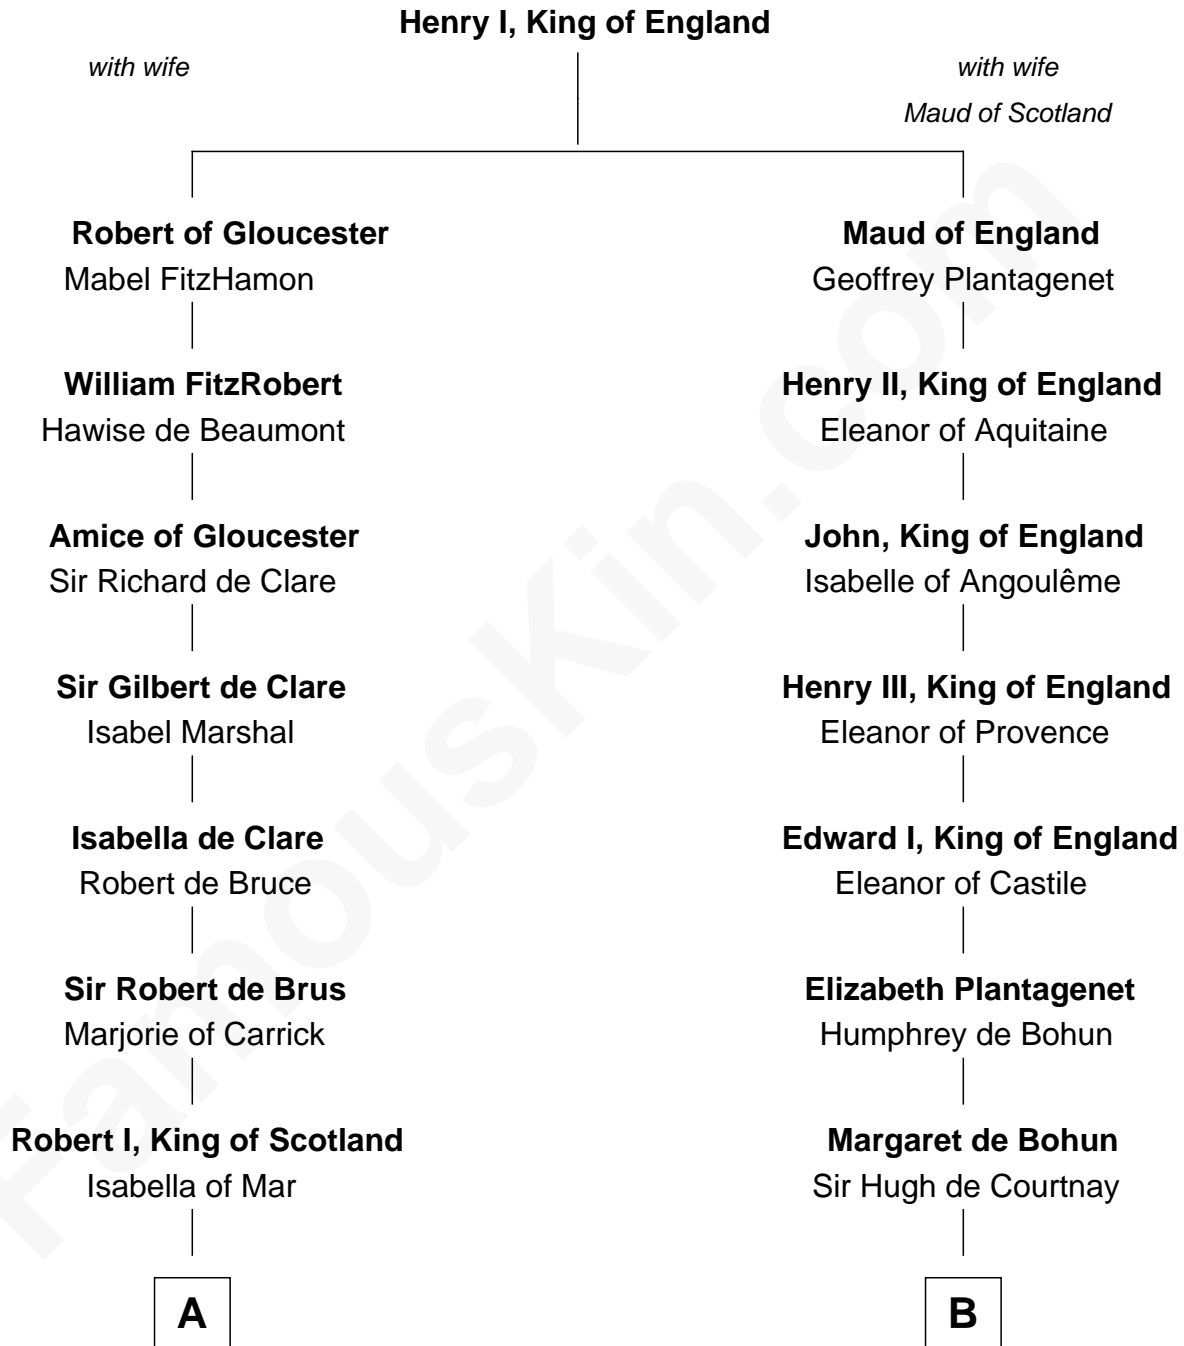 Henry I, King of England
with wife
with wife
Maud of Scotland
Robert of Gloucester
Mabel FitzHamon
Maud of England
Geoffrey Plantagenet
William FitzRobert
Hawise de Beaumont
Henry II, King of England
Eleanor of Aquitaine
Amice of Gloucester
Sir Richard de Clare
John, King of England
Isabelle of Angoulême
Sir Gilbert de Clare
Isabel Marshal
Henry III, King of England
Eleanor of Provence
Isabella de Clare
Robert de Bruce
Edward I, King of England
Eleanor of Castile
Sir Robert de Brus
Marjorie of Carrick
Elizabeth Plantagenet
Humphrey de Bohun
Robert I, King of Scotland
Isabella of Mar
Margaret de Bohun
Sir Hugh de Courtnay
A
B
FamousKin.com